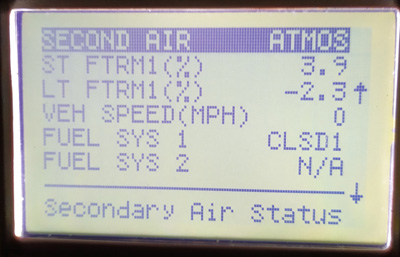 SECOND AIR ATMOS
ST FTRM1(%) 3.9
LT FTRM1(%) -2.3
VEH SPEED(MPH) 0
FUEL SYS 1 CLSD1
FUEL SYS 2 N/A
Secondary Air Status